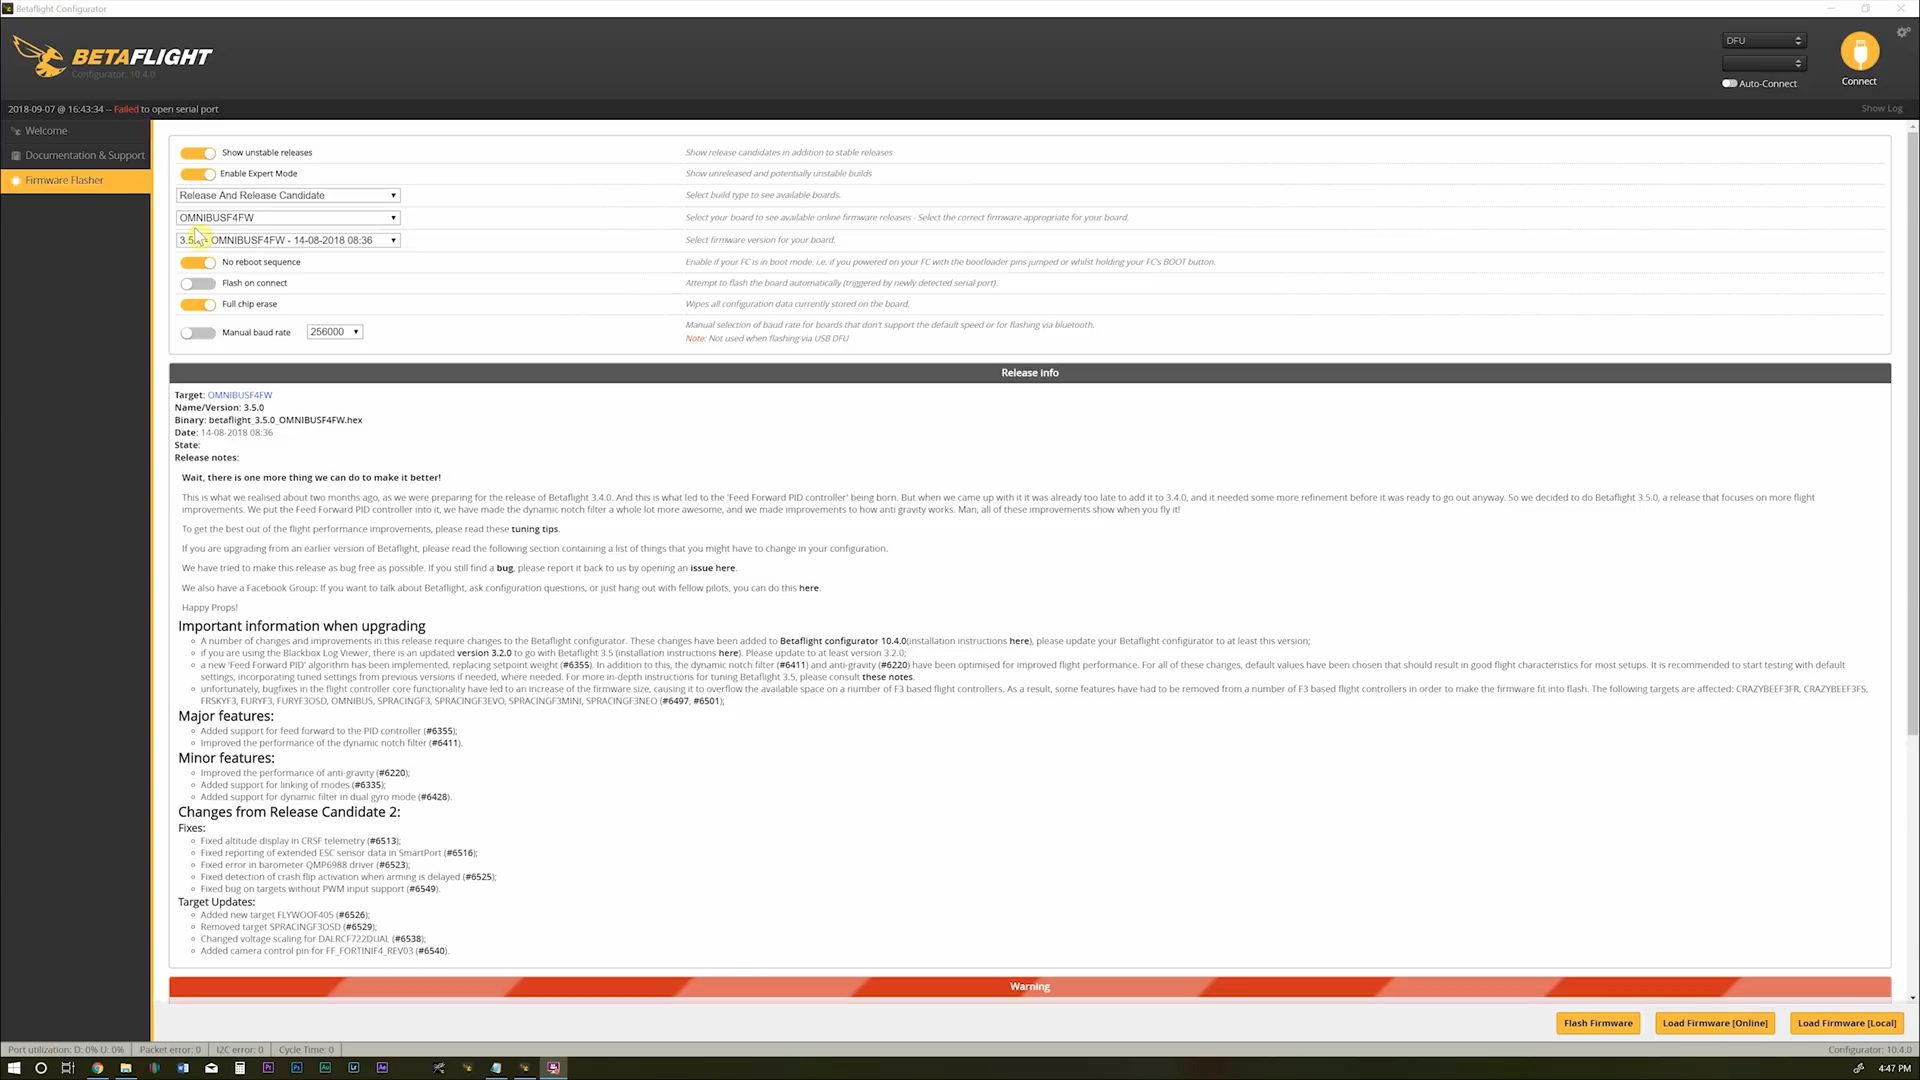 Betaflight Configurator
BETAFLIGHT
Configurator: 10.4.0
DFU
Auto-Connect
Connect
2018-09-07 @ 16:43:34 -- Failed to open serial port
Show Log
Welcome
Documentation & Support
Firmware Flasher
Show unstable releases
Show release candidates in addition to stable releases
Enable Expert Mode
Show unreleased and potentially unstable builds
Release And Release Candidate
Select build type to see available boards.
OMNIBUSF4FW
Select your board to see available online firmware releases - Select the correct firmware appropriate for your board.
OMNIBUSF4FW - 14-08-2018 08:36
Select firmware version for your board.
No reboot sequence
Enable if your FC is in boot mode. i.e. if you powered on your FC with the bootloader pins jumped or whilst holding your FC's BOOT button.
Flash on connect
Attempt to flash the board automatically (triggered by newly detected serial port).
Full chip erase
Wipes all configuration data currently stored on the board.
Manual baud rate
256000
Manual selection of baud rate for boards that don't support the default speed or for flashing via bluetooth.
Note: Not used when flashing via USB DFU
Release info
Target: OMNIBUSF4FW
Name/Version: 3.5.0
Binary: betaflight_3.5.0_OMNIBUSF4FW.hex
Date: 14-08-2018 08:36
State:
Release notes:
Wait, there is one more thing we can do to make it better!
This is what we realised about two months ago, as we were preparing for the release of Betaflight 3.4.0. And this is what led to the 'Feed Forward PID controller' being born. But when we came up with it it was already too late to add it to 3.4.0, and it needed some more refinement before it was ready to go out anyway. So we decided to do Betaflight 3.5.0, a release that focuses on more flight
improvements. We put the Feed Forward PID controller into it, we have made the dynamic notch filter a whole lot more awesome, and we made improvements to how anti gravity works. Man, all of these improvements show when you fly it!
To get the best out of the flight performance improvements, please read these tuning tips.
If you are upgrading from an earlier version of Betaflight, please read the following section containing a list of things that you might have to change in your configuration.
We have tried to make this release as bug free as possible. If you still find a bug, please report it back to us by opening an issue here.
We also have a Facebook Group: If you want to talk about Betaflight, ask configuration questions, or just hang out with fellow pilots, you can do this here.
Happy Props!
Important information when upgrading
A number of changes and improvements in this release require changes to the Betaflight configurator. These changes have been added to Betaflight configurator 10.4.0(installation instructions here), please update your Betaflight configurator to at least this version;
if you are using the Blackbox Log Viewer, there is an updated version 3.2.0 to go with Betaflight 3.5 (installation instructions here). Please update to at least version 3.2.0;
a new 'Feed Forward PID' algorithm has been implemented, replacing setpoint weight (#6355). In addition to this, the dynamic notch filter (#6411) and anti-gravity (#6220) have been optimised for improved flight performance. For all of these changes, default values have been chosen that should result in good flight characteristics for most setups. It is recommended to start testing with default
settings, incorporating tuned settings from previous versions if needed, where needed. For more in-depth instructions for tuning Betaflight 3.5, please consult these notes.
unfortunately, bugfixes in the flight controller core functionality have led to an increase of the firmware size, causing it to overflow the available space on a number of F3 based flight controllers. As a result, some features have had to be removed from a number of F3 based flight controllers in order to make the firmware fit into flash. The following targets are affected: CRAZYBEEF3FR, CRAZYBEEF3FS,
FRSKYF3, FURYF3, FURYF3OSD, OMNIBUS, SPRACINGF3, SPRACINGF3EVO, SPRACINGF3MINI, SPRACINGF3NEO (#6497, #6501);
Major features:
Added support for feed forward to the PID controller (#6355);
Improved the performance of the dynamic notch filter (#6411).
Minor features:
Improved the performance of anti-gravity (#6220);
Added support for linking of modes (#6335);
Added support for dynamic filter in dual gyro mode (#6428).
Changes from Release Candidate 2:
Fixes:
Fixed altitude display in CRSF telemetry (#6513);
Fixed reporting of extended ESC sensor data in SmartPort (#6516);
Fixed error in barometer QMP6988 driver (#6523);
Fixed detection of crash flip activation when arming is delayed (#6525);
Fixed bug on targets without PWM input support (#6549).
Target Updates:
Added new target FLYWOOF405 (#6526);
Removed target SPRACINGF3OSD (#6529);
Changed voltage scaling for DALRCF722DUAL (#6538);
Added camera control pin for FF_FORTINIF4_REV03 (#6540).
Warning
Flash Firmware
Load Firmware [Online]
Load Firmware [Local]
Port utilization: D: 0% U: 0%
Packet error: 0
I2C error: 0
Cycle Time: 0
Configurator: 10.4.0
4:47 PM